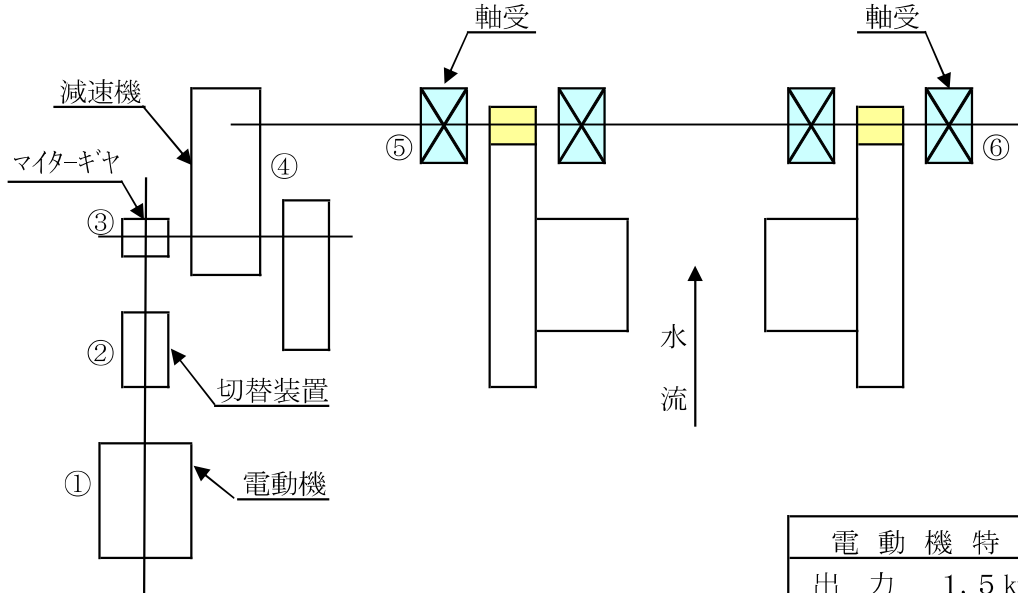 軸受
軸受
減速機
⑤
⑥
マイターギヤ
④
③
水
流
②
切替装置
①
電動機
電動機特
出力 1.5k